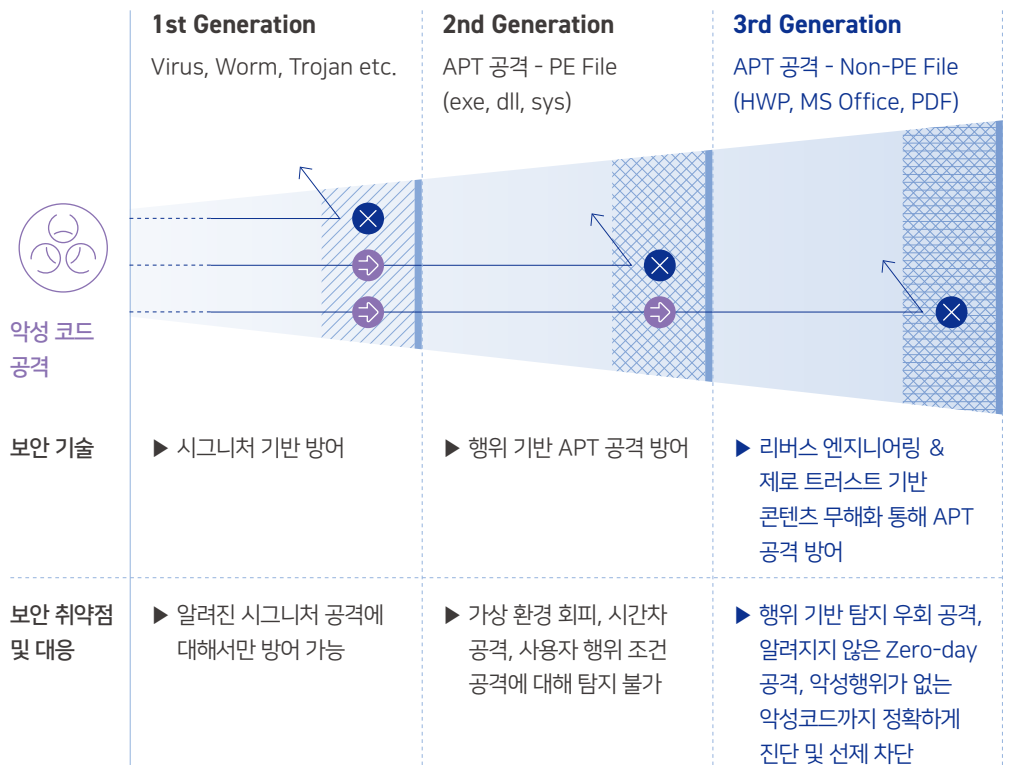 1st Generation
Virus, Worm, Trojan etc.
2nd Generation
APT 공격 - PE File
(exe, dll, sys)
3rd Generation
APT 공격 - Non-PE File
(HWP, MS Office, PDF)
악성 코드
공격
보안 기술
▶ 시그니처 기반 방어
▶ 행위 기반 APT 공격 방어
▶ 리버스 엔지니어링 &
제로 트러스트 기반
콘텐츠 무해화 통해 APT
공격 방어
보안 취약점
및 대응
▶ 알려진 시그니처 공격에
대해서만 방어 가능
▶ 가상 환경 회피, 시간차
공격, 사용자 행위 조건
공격에 대해 탐지 불가
▶ 행위 기반 탐지 우회 공격,
알려지지 않은 Zero-day
공격, 악성행위가 없는
악성코드까지 정확하게
진단 및 선제 차단